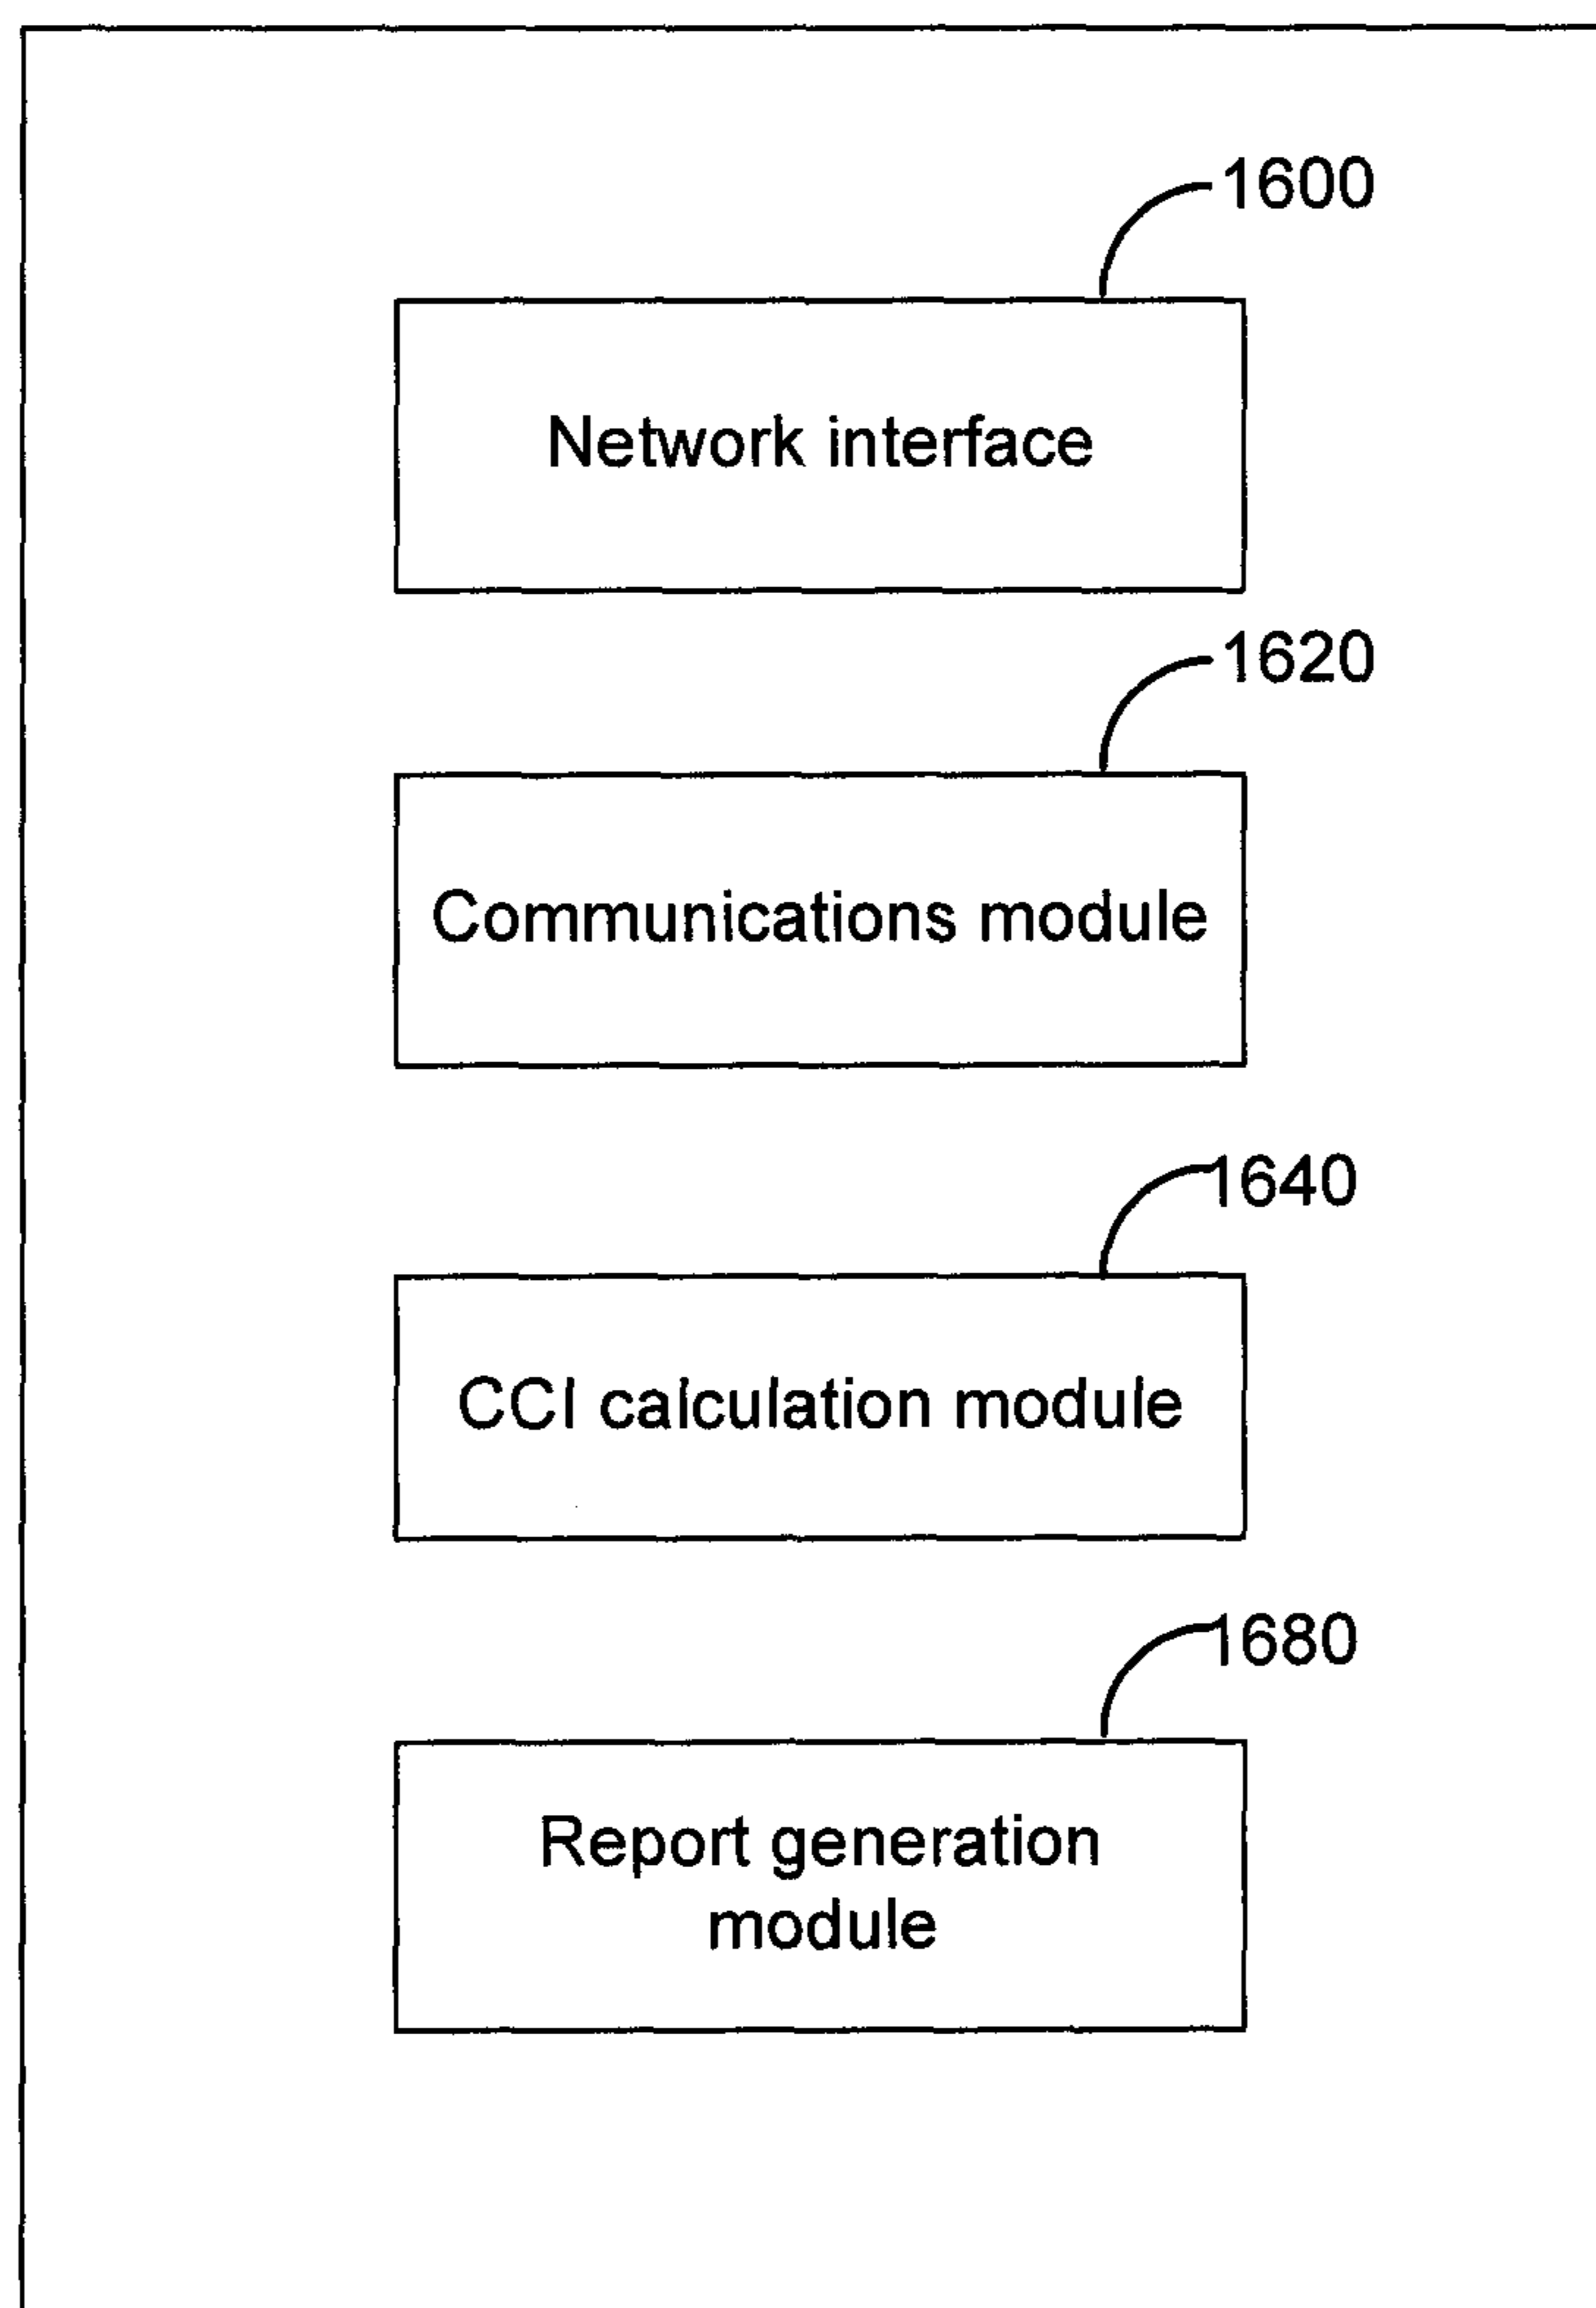 1600
Network interface
1620
Communications module
1640
CCI calculation module
1680
Report generation
module